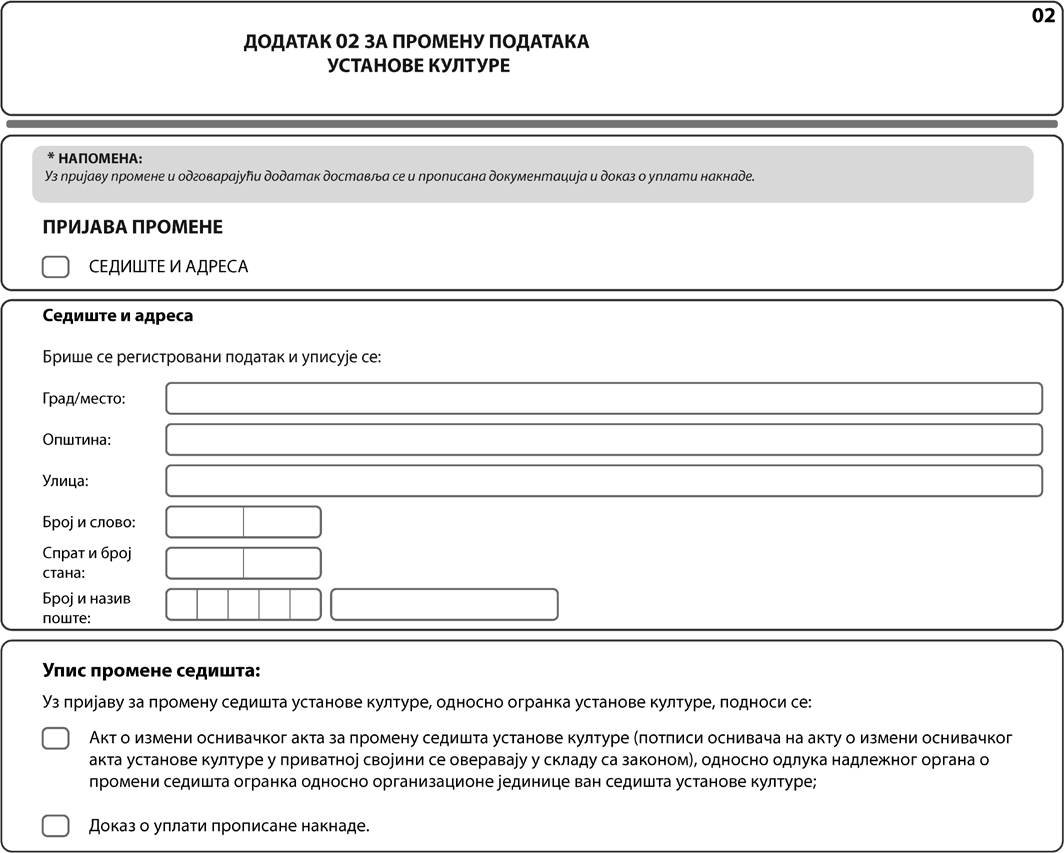 02
ДОДАТАК 02 ЗА ПРОМЕНУ ПОДАТАКА
УСТАНОВЕ КУЛТУРЕ
* НАПОМЕНА:
Уз пријаву промене и одговарајући додатак доставља се и прописана документација и доказ о уплати накнаде.
ПРИЈАВА ПРОМЕНЕ
СЕДИШТЕ И АДРЕСА
Седиште и адреса
Брише се регистровани податак и уписује се:
Град/место:
Општина:
Улица:
Број и слово:
Спрат и број
стана:
Број и назив
поште:
Упис промене седишта:
Уз пријаву за промену седишта установе културе, односно огранка установе културе, подноси се:
Акт о измени оснивачког акта за промену седишта установе културе (потписи оснивача на акту о измени оснивачког
акта установе културе у приватној својини се оверавају у складу са законом), односно одлука надлежног органа о
промени седишта огранка односно организационе јединице ван седишта установе културе;
Доказ о уплати прописане накнаде.